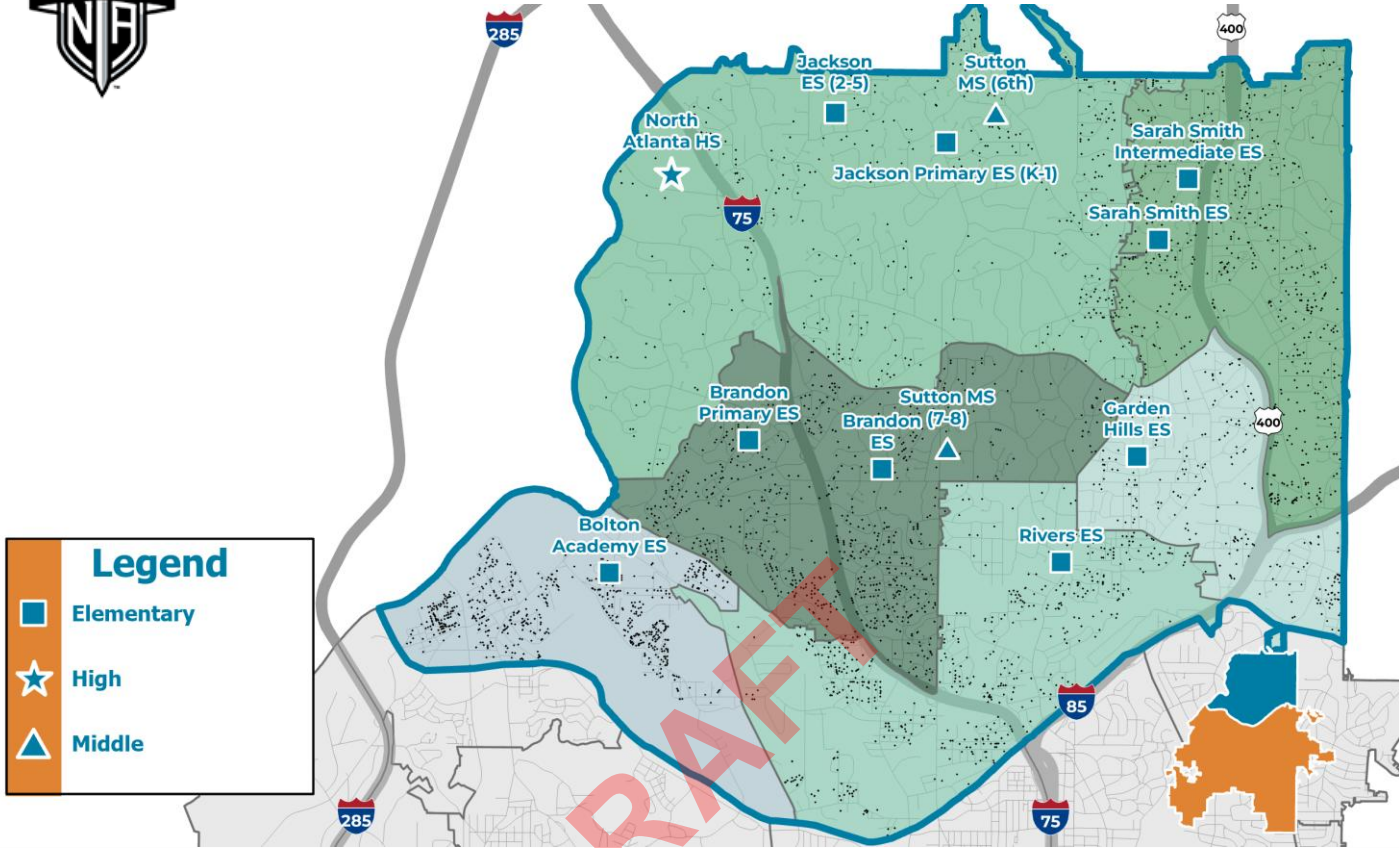 NA
285
400
Jackson
ES (2-5)
Sutton
MS (6th)
North
Atlanta HS
Sarah Smith
Intermediate ES
Jackson Primary ES (K-1)
75
Sarah Smith ES
Brandon
Primary ES
Sutton MS
(7-8)
Brandon
ES
Garden
Hills ES
400
Bolton
Academy ES
Rivers ES
Legend
Elementary
High
Middle
85
285
75
RAFT